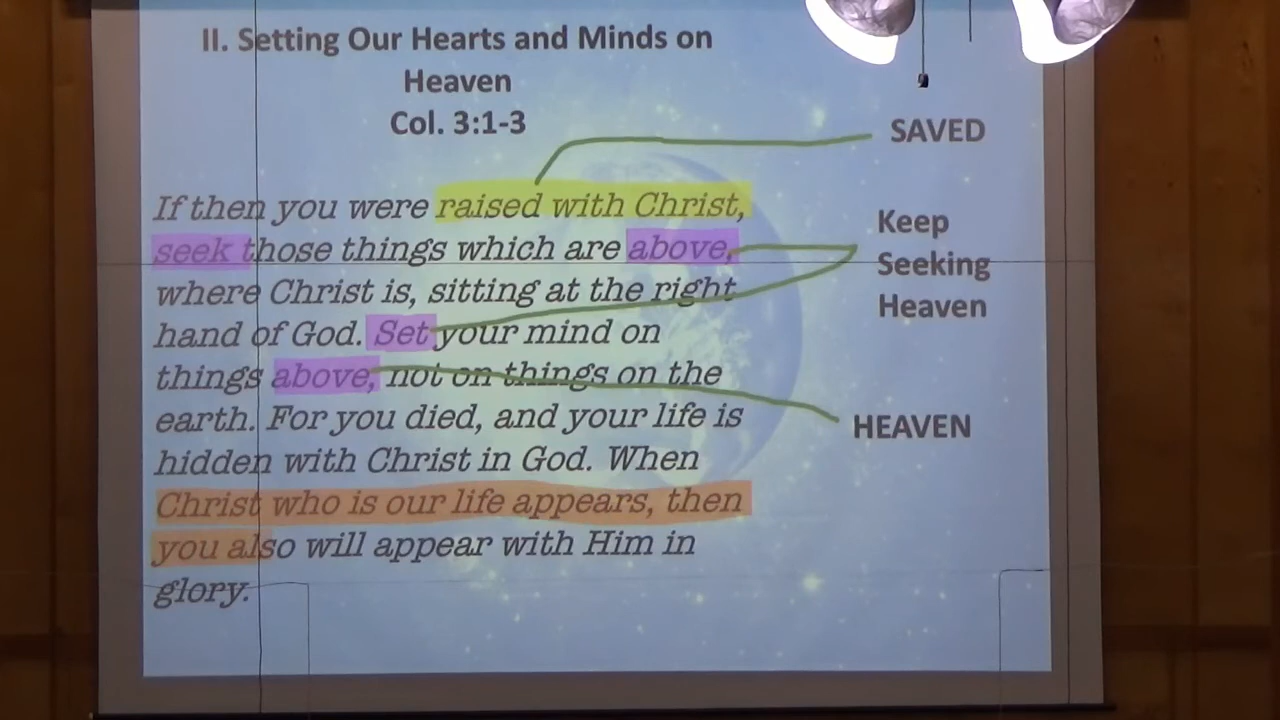 II. Setting Our Hearts and Minds on
Heaven
Col. 3:1-3
SAVED
If then you were raised with Christ,
seek those things which are above,
where Christ is, sitting at the right
hand of God. Set your mind on
things above, not on things on the
earth. For you died, and your life is
hidden with Christ in God. When
Christ who is our life appears, then
you also will appear with Him in
glory.
Keep
Seeking
Heaven
HEAVEN